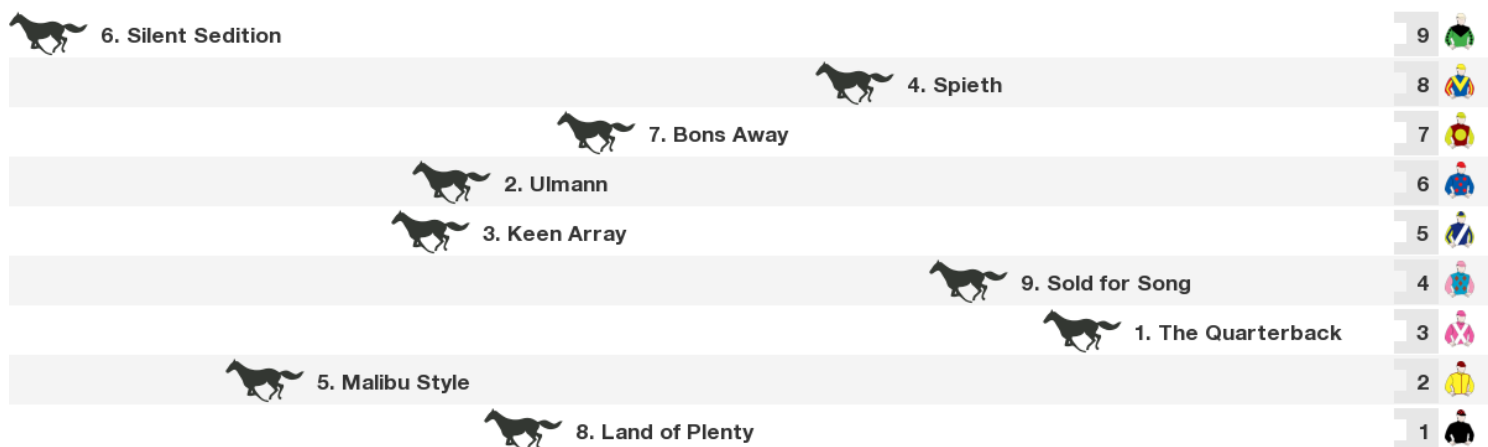 6. Silent Sedition 9
4. Spieth 8
7. Bons Away 7
2. Ulmann 6
3. Keen Array 5
9. Sold for Song 4
1. The Quarterback 3
5. Malibu Style 2
8. Land of Plenty 1